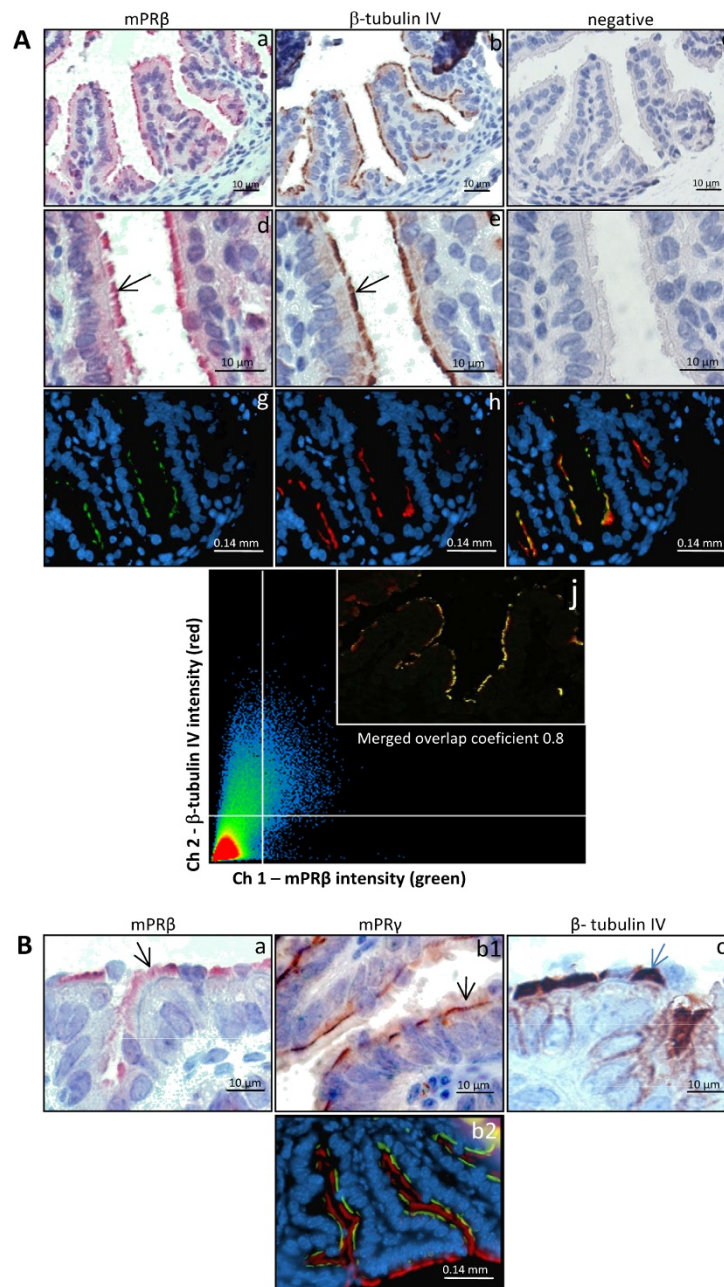 mPRβ β-tubulin IV negative
A a b
10 µm 10 µm 10 µm
d e
10 µm 10 µm 10 µm
g h
0.14 mm 0.14 mm 0.14 mm
j
Merged overlap coeficient 0.8
Ch 2 - β-tubulin IV intensity (red)
Ch 1 – mPRβ intensity (green)
mPRβ mPRγ β- tubulin IV
B a b1
10 µm 10 µm 10 µm
b2
0.14 mm